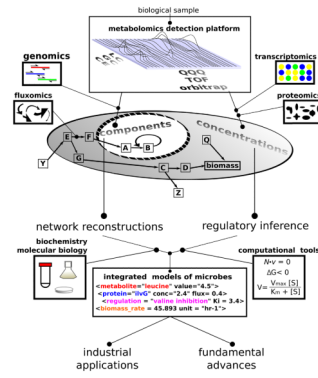 biological sample
metabolomics detection platform
QQQ
TOF
orbitrap
genomics
transcriptomics
fluxomics
proteomics
components
concentrations
E
F
A
B
Q
Y
G
C
D
biomass
Z
network reconstructions
regulatory inference
biochemistry
molecular biology
computational tools
N•v = 0
ΔG< 0
V= Vmax [S]
Km + [S]
integrated models of microbes
<metabolite="leucine" value="4.5">
<protein="ilvG" conc="2.4" flux= 0.4>
<regulation = "valine inhibition" Ki = 3.4>
<biomass_rate = 45.893 unit = "hr-1">
industrial
applications
fundamental
advances